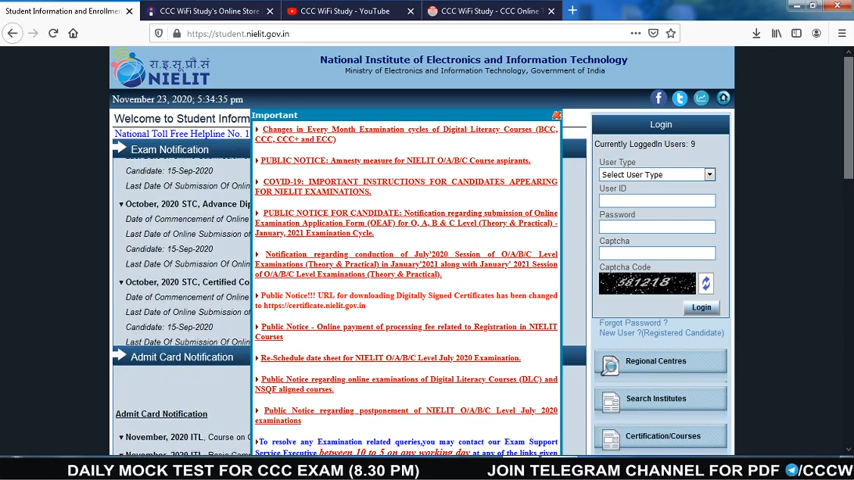 Student Information and Enrollmen
CCC WiFi Study's Online Store
CCC WiFi Study - YouTube
CCC WiFi Study - CCC Online T
https://student.nielit.gov.in
रा.इ.सू.प्रौ.सं
NIELIT
National Institute of Electronics and Information Technology
Ministry of Electronics and Information Technology, Government of India
November 23, 2020; 5:34:35 pm
Welcome to Student Inform
National Toll Free Helpline No. 1
Exam Notification
Candidate: 15-Sep-2020
Last Date Of Submission Of Onlin
October, 2020 STC, Advance Dip
Date of Commencement of Online
Last Date Of Submission Of Onlin
Candidate: 15-Sep-2020
Last Date Of Submission Of Onlin
October, 2020 STC, Certified Co
Date of Commencement of Online
Last Date Of Submission Of Onlin
Candidate: 15-Sep-2020
Last Date Of Submission Of Onlin
Admit Card Notification
Admit Card Notification
November, 2020 ITL, Course on C
Important
Changes in Every Month Examination cycles of Digital Literacy Courses (BCC,
CCC, CCC+ and ECC)
PUBLIC NOTICE: Amnesty measure for NIELIT O/A/B/C Course aspirants.
COVID-19: IMPORTANT INSTRUCTIONS FOR CANDIDATES APPEARING
FOR NIELIT EXAMINATIONS.
PUBLIC NOTICE FOR CANDIDATE: Notification regarding submission of Online
Examination Application Form (OEAF) for O, A, B & C Level (Theory & Practical) -
January, 2021 Examination Cycle.
Notification regarding conduction of July'2020 Session of O/A/B/C Level
Examinations (Theory & Practical) in January'2021 along with January' 2021 Session
of O/A/B/C Level Examinations (Theory & Practical).
Public Notice!!! URL for downloading Digitally Signed Certificates has been changed
to https://certificate.nielit.gov.in
Public Notice - Online payment of processing fee related to Registration in NIELIT
Courses
Re-Schedule date sheet for NIELIT O/A/B/C Level July 2020 Examination.
Public Notice regarding online examinations of Digital Literacy Courses (DLC) and
NSQF aligned courses.
Public Notice regarding postponement of NIELIT O/A/B/C Level July 2020
examinations
To resolve any Examination related queries,you may contact our Exam Support
Service Executive between 10 to 5 on any working day at any of the links given
Login
Currently LoggedIn Users: 9
User Type
Select User Type
User ID
Password
Captcha
Captcha Code
581218
Login
Forgot Password ?
New User ?(Registered Candidate)
Regional Centres
Search Institutes
Certification/Courses
DAILY MOCK TEST FOR CCC EXAM (8.30 PM)
JOIN TELEGRAM CHANNEL FOR PDF
/CCCW